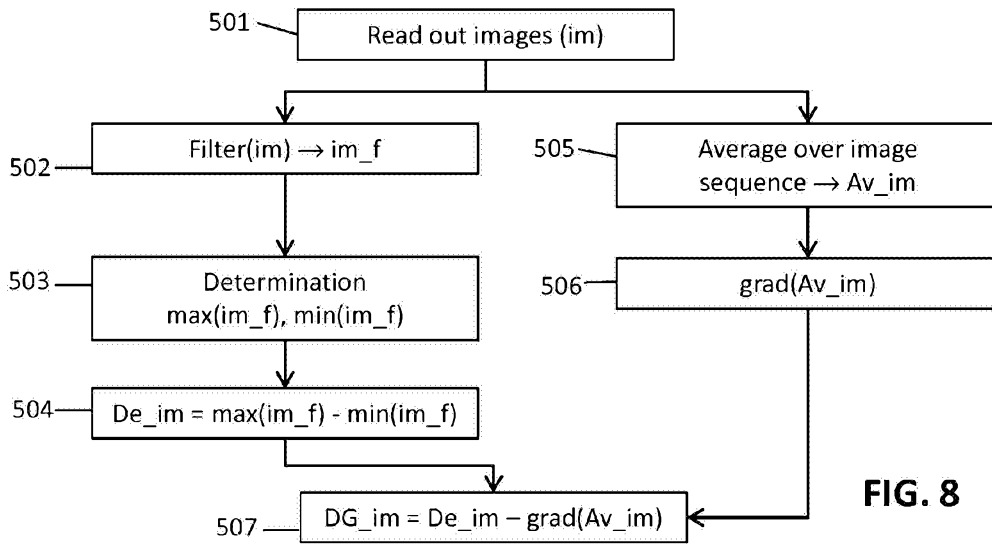 501
Read out images (im)
502
Filter(im) → im_f
505
Average over image
sequence → Av_im
503
Determination
max(im_f), min(im_f)
506
grad(Av_im)
504
De_im = max(im_f) - min(im_f)
507
DG_im = De_im – grad(Av_im)
FIG. 8